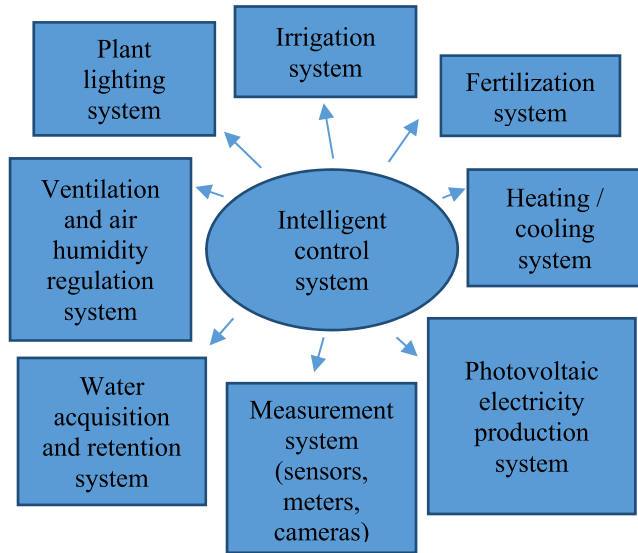 Plant
lighting
system
Irrigation
system
Fertilization
system
Ventilation
and air
humidity
regulation
system
Intelligent
control
system
Heating /
cooling
system
Water
acquisition
and retention
system
Measurement
system
(sensors,
meters,
cameras)
Photovoltaic
electricity
production
system